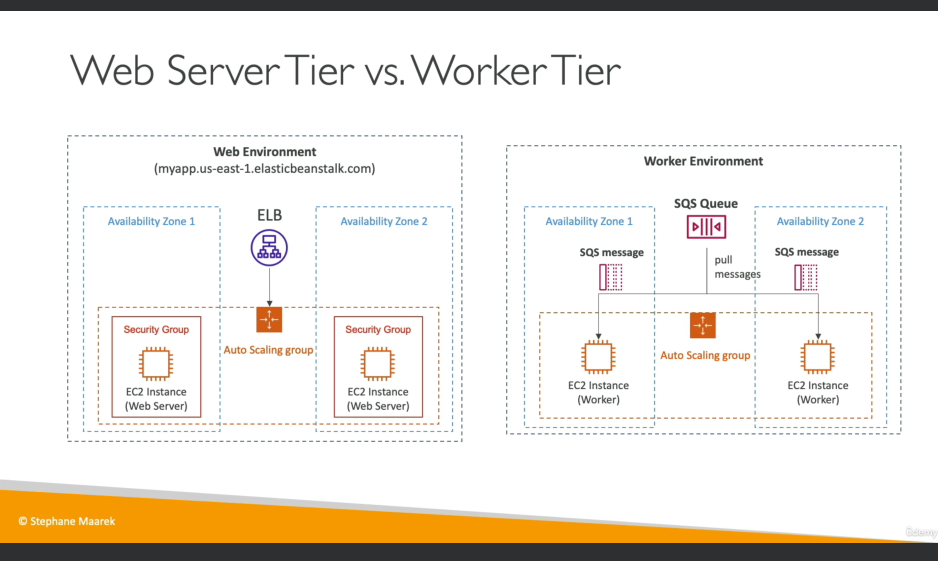 Web Server Tier vs. Worker Tier
Web Environment
(myapp.us-east-1.elasticbeanstalk.com)
Availability Zone 1
ELB
Availability Zone 2
Security Group
EC2 Instance
(Web Server)
Auto Scaling group
Security Group
EC2 Instance
(Web Server)
Worker Environment
SQS Queue
Availability Zone 1
Availability Zone 2
SQS message
pull
messages
SQS message
Auto Scaling group
EC2 Instance
(Worker)
EC2 Instance
(Worker)
© Stephane Maarek
Udemy